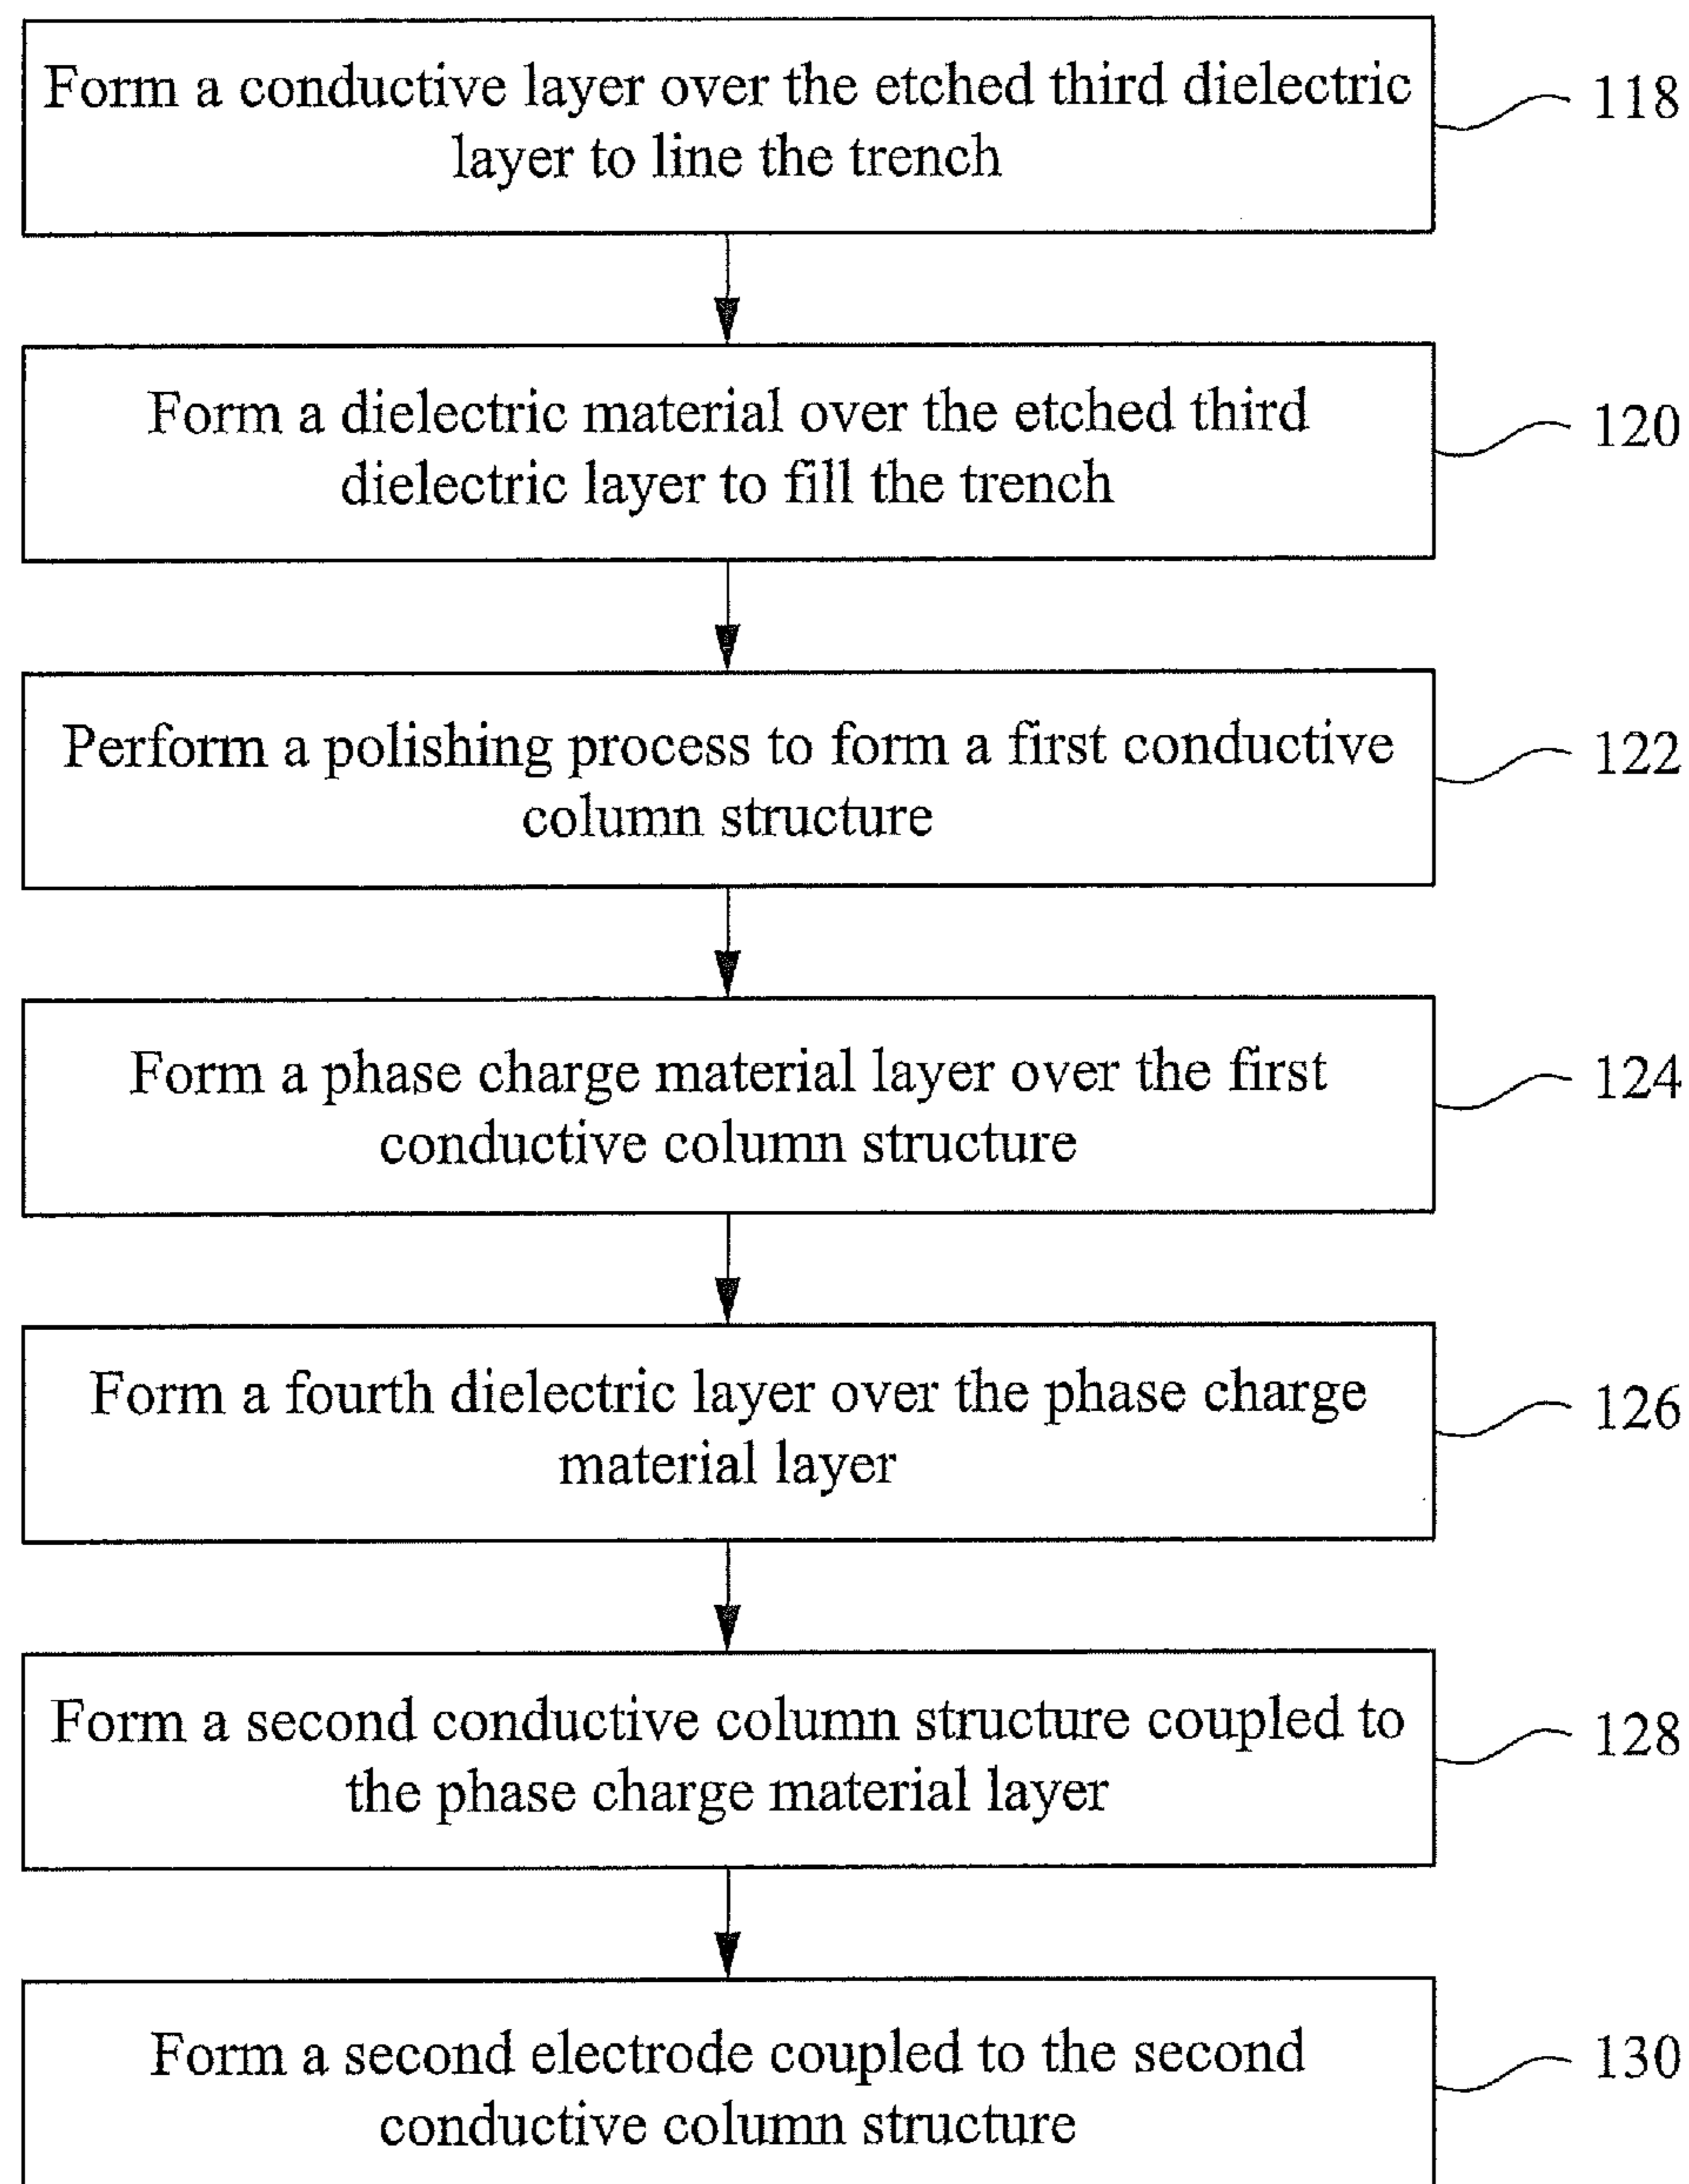 Form a conductive layer over the etched third dielectric
layer to line the trench
118
Form a dielectric material over the etched third
dielectric layer to fill the trench
120
Perform a polishing process to form a first conductive
column structure
122
Form a phase charge material layer over the first
conductive column structure
124
Form a fourth dielectric layer over the phase charge
material layer
126
Form a second conductive column structure coupled to
the phase charge material layer
128
Form a second electrode coupled to the second
conductive column structure
130